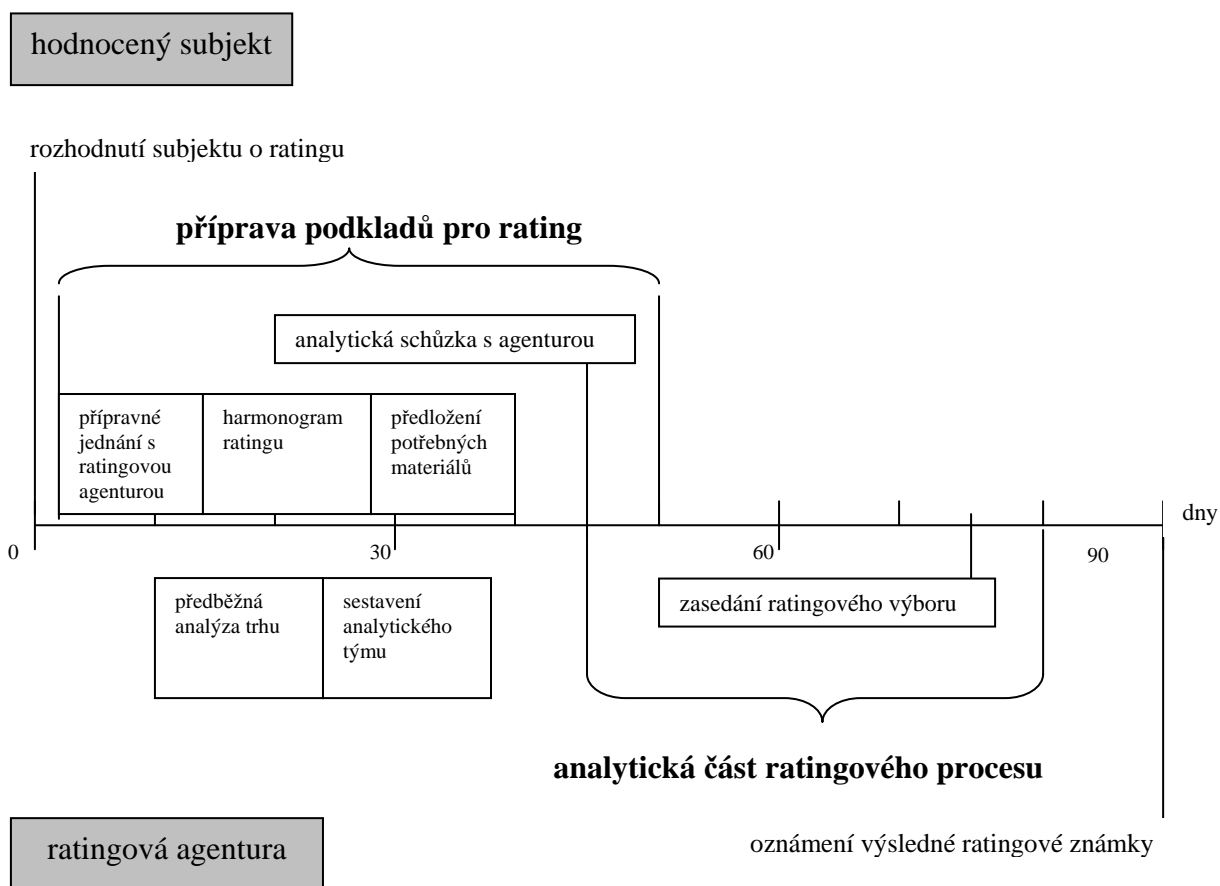 hodnocený subjekt
rozhodnutí subjektu o ratingu
příprava podkladů pro rating
analytická schůzka s agenturou
přípravné
jednání s
ratingovou
agenturou
harmonogram
ratingu
předložení
potřebných
materiálů
dny
0
30
60
90
předběžná
analýza trhu
sestavení
analytického
týmu
zasedání ratingového výboru
analytická část ratingového procesu
ratingová agentura
oznámení výsledné ratingové známky